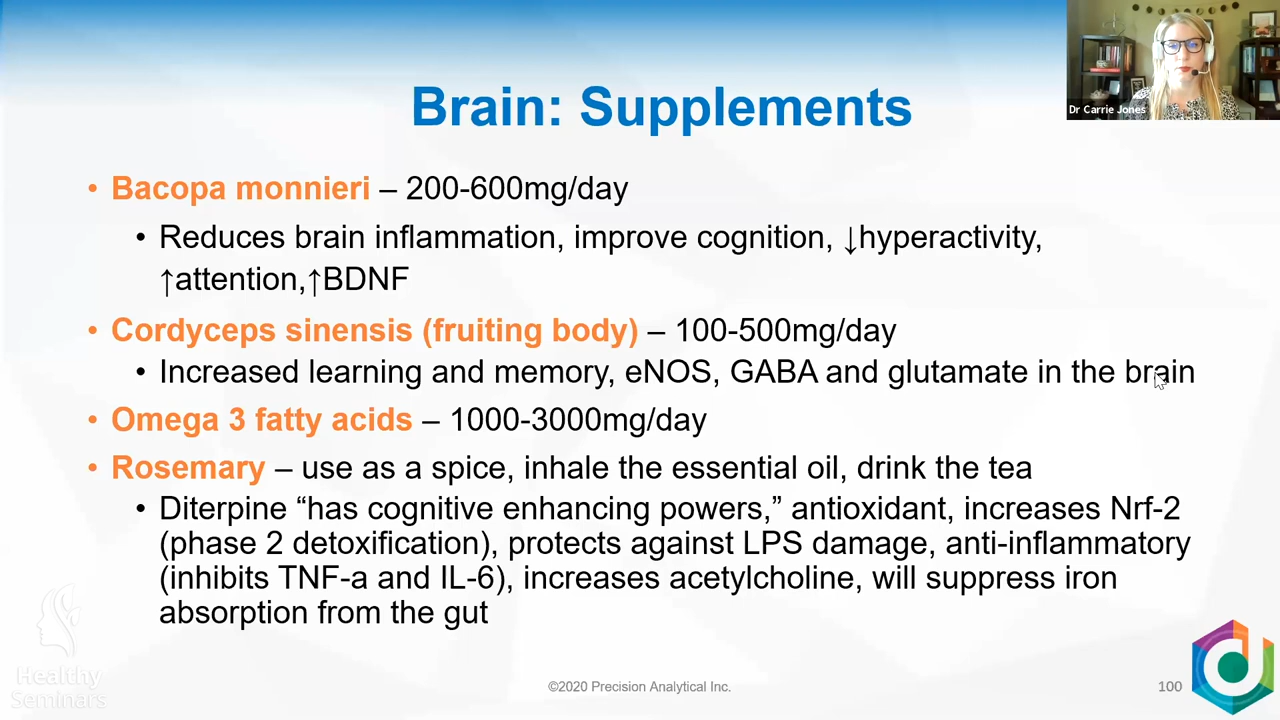 Brain: Supplements
Dr Carrie Jones
• Bacopa monnieri – 200-600mg/day
• Reduces brain inflammation, improve cognition, ↓hyperactivity,
↑attention,↑BDNF
• Cordyceps sinensis (fruiting body) – 100-500mg/day
• Increased learning and memory, eNOS, GABA and glutamate in the brain
• Omega 3 fatty acids – 1000-3000mg/day
• Rosemary – use as a spice, inhale the essential oil, drink the tea
• Diterpine “has cognitive enhancing powers,” antioxidant, increases Nrf-2
(phase 2 detoxification), protects against LPS damage, anti-inflammatory
(inhibits TNF-a and IL-6), increases acetylcholine, will suppress iron
absorption from the gut
Healthy
Seminars
©2020 Precision Analytical Inc.
100